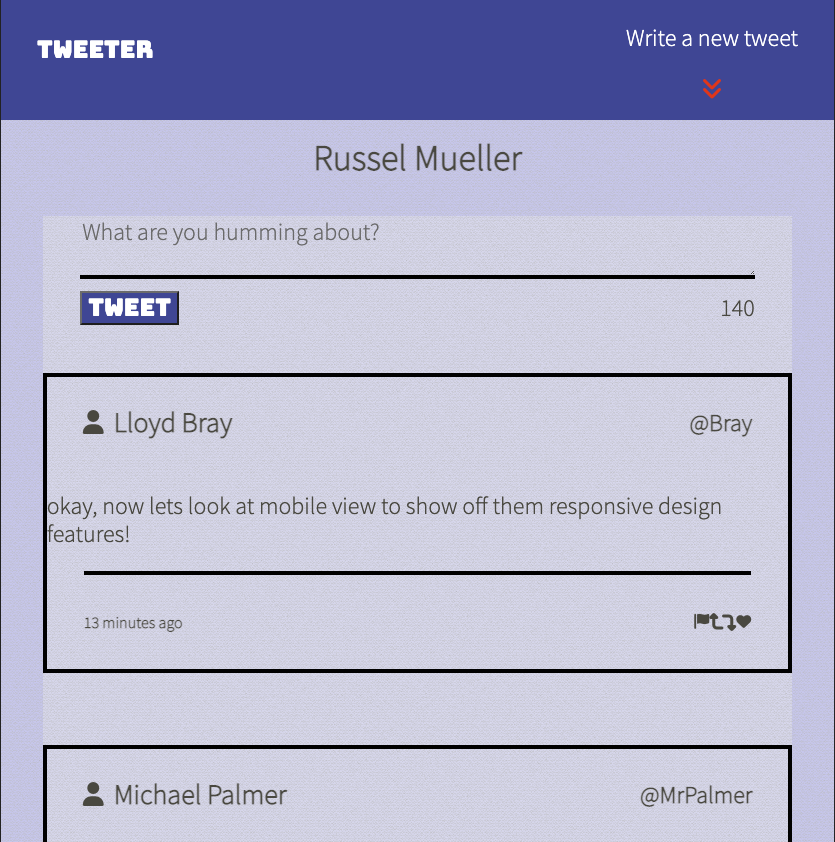 TWEETER
Write a new tweet
Russel Mueller
What are you humming about?
TWEET
140
Lloyd Bray
@Bray
okay, now lets look at mobile view to show off them responsive design
features!
13 minutes ago
Michael Palmer
@MrPalmer